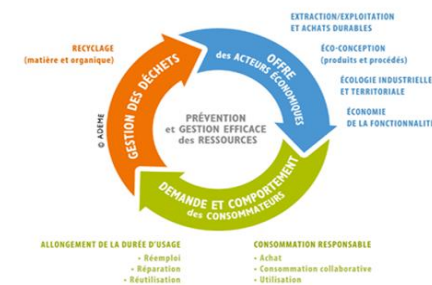 EXTRACTION/EXPLOITATION
ET ACHATS DURABLES
RECYCLAGE
(matière et organique)
ÉCO-CONCEPTION
(produits et procédés)
ÉCOLOGIE INDUSTRIELLE
ET TERRITORIALE
ÉCONOMIE
DE LA FONCTIONNALITÉ
OFFRE
des ACTEURS ÉCONOMIQUES
GESTION DES DÉCHETS
PRÉVENTION
et GESTION EFFICACE
des RESSOURCES
© ADEME
DEMANDE ET COMPORTEMENT
des CONSOMMATEURS
ALLONGEMENT DE LA DURÉE D'USAGE
• Réemploi
• Réparation
• Réutilisation
CONSOMMATION RESPONSABLE
• Achat
• Consommation collaborative
• Utilisation